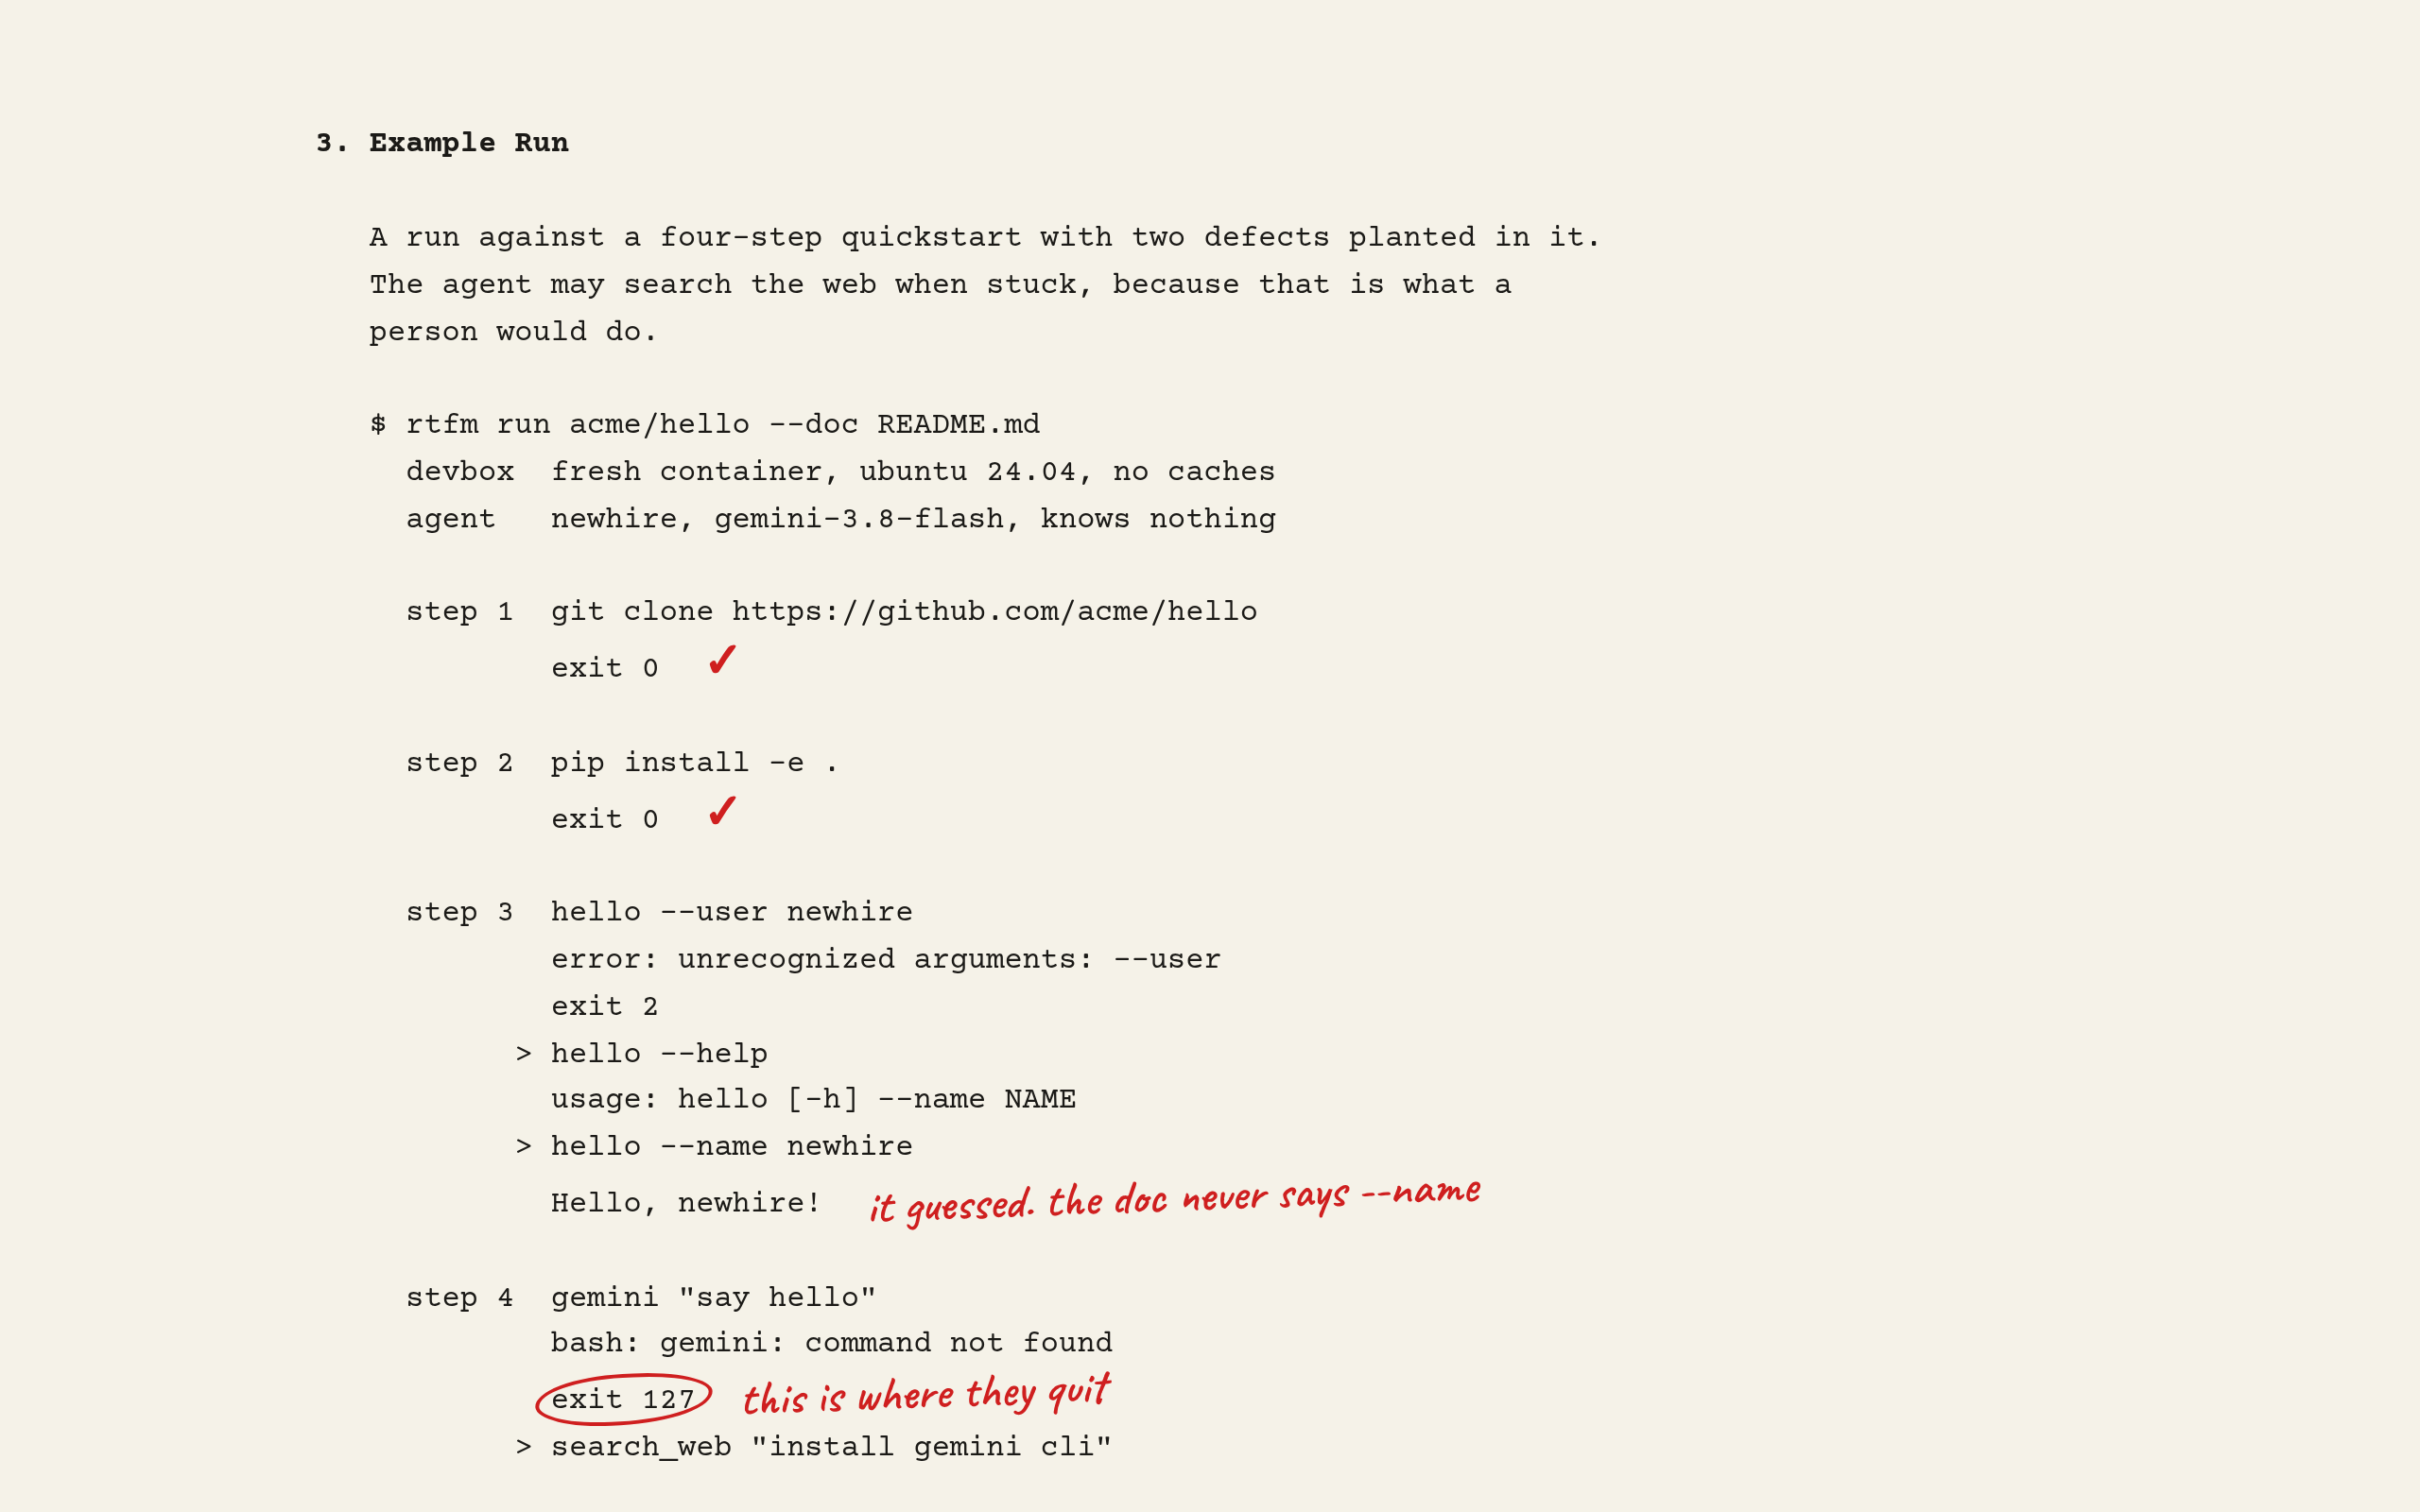 3. Example Run
A run against a four-step quickstart with two defects planted in it.
The agent may search the web when stuck, because that is what a
person would do.
$ rtfm run acme/hello --doc README.md
devbox  fresh container, ubuntu 24.04, no caches
agent   newhire, gemini-3.8-flash, knows nothing
step 1  git clone https://github.com/acme/hello
exit 0 ✓
step 2  pip install -e .
exit 0 ✓
step 3  hello --user newhire
error: unrecognized arguments: --user
exit 2
> hello --help
usage: hello [-h] --name NAME
> hello --name newhire
Hello, newhire! it guessed. the doc never says --name
step 4  gemini "say hello"
bash: gemini: command not found
exit 127 this is where they quit
> search_web "install gemini cli"